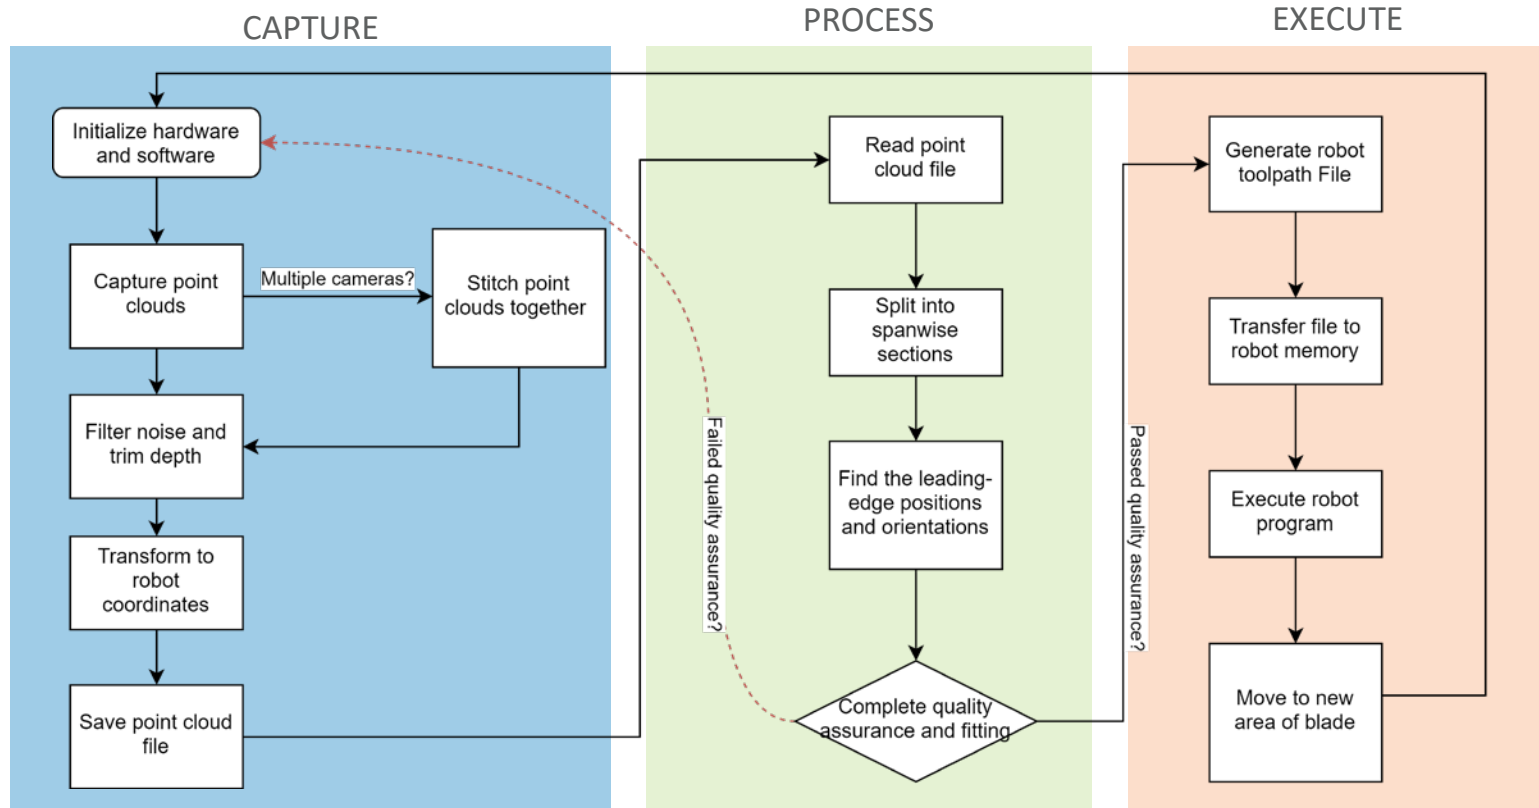 CAPTURE
PROCESS
EXECUTE
Initialize hardware
and software
Capture point
clouds
Multiple cameras?
Stitch point
clouds together
Filter noise and
trim depth
Transform to
robot
coordinates
Save point cloud
file
Failed quality assurance?
Read point
cloud file
Split into
spanwise
sections
Find the leading-
edge positions
and orientations
Complete quality
assurance and fitting
Passed quality assurance?
Generate robot
toolpath File
Transfer file to
robot memory
Execute robot
program
Move to new
area of blade